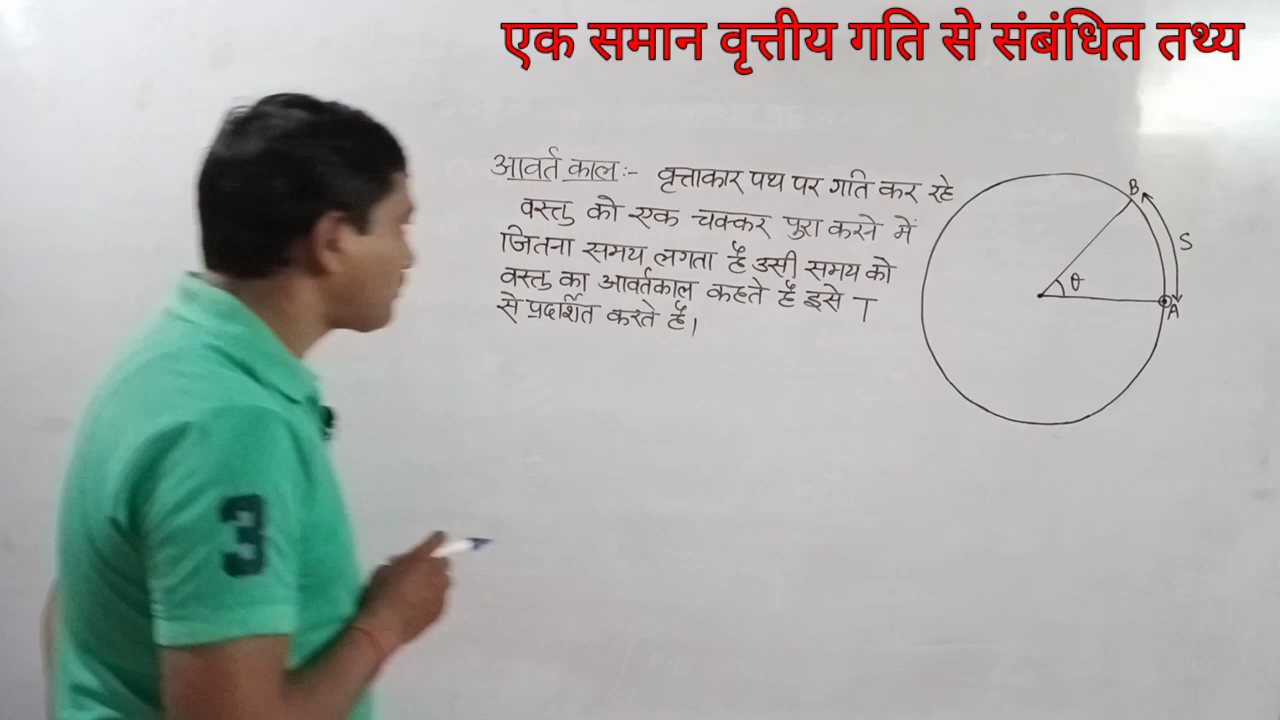 एक समान वृत्तीय गति से संबंधित तथ्य
आवर्त काल:- वृत्ताकार पथ पर गति कर रहे
वस्तु को एक चक्कर पुरा करने में
जितना समय लगता है उसी समय को
वस्तु का आवर्तकाल कहते हैं इसे T
से प्रदर्शित करते हैं।
B
S
θ
A
3